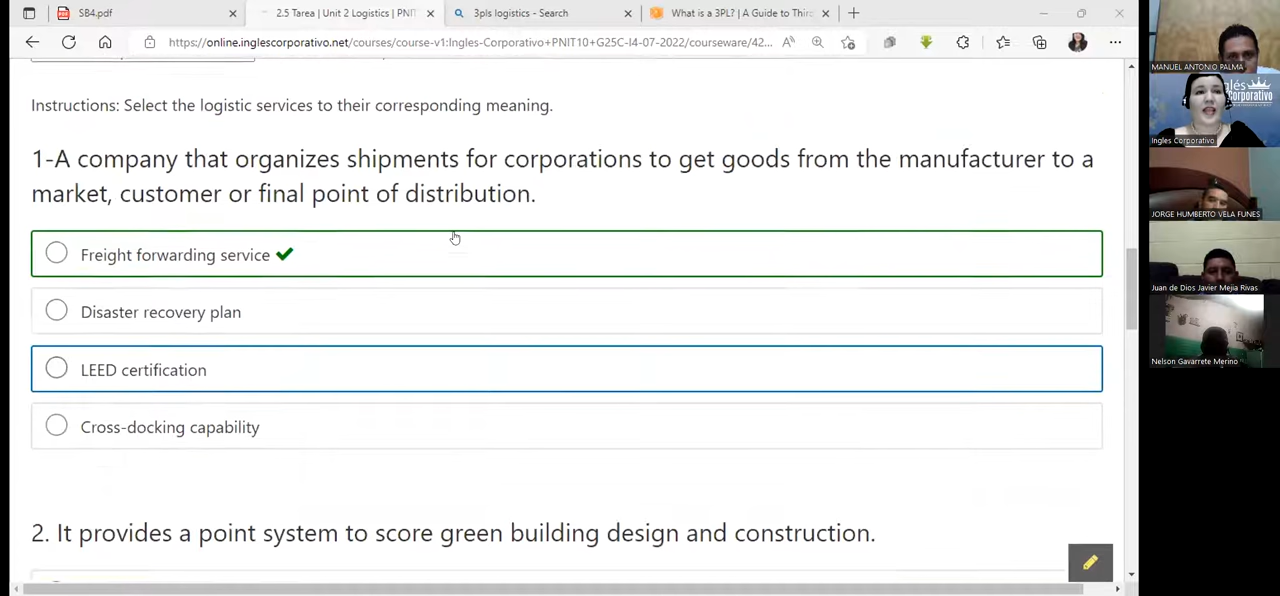 SB4.pdf
2.5 Tarea | Unit 2 Logistics | PNIT
3pls logistics - Search
What is a 3PL? | A Guide to Thir
https://online.inglescorporativo.net/courses/course-v1:Ingles-Corporativo+PNIT10+G25C-I4-07-2022/courseware/42...
Instructions: Select the logistic services to their corresponding meaning.
1-A company that organizes shipments for corporations to get goods from the manufacturer to a
market, customer or final point of distribution.
Freight forwarding service
Disaster recovery plan
LEED certification
Cross-docking capability
2. It provides a point system to score green building design and construction.
MANUEL ANTONIO PALMA
Ingles Corporativo
JORGE HUMBERTO VELA FUNES
Juan de Dios Javier Mejia Rivas
Nelson Gavarrete Merino